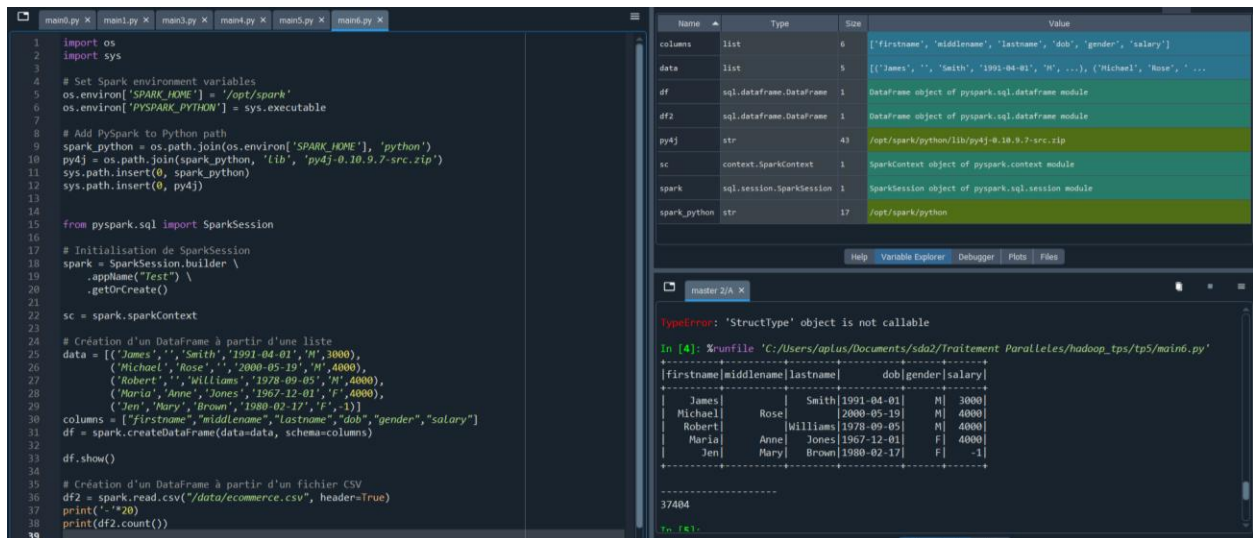 main0.py × main1.py × main3.py × main4.py × main5.py × main6.py ×
1 import os
2 import sys
3
4 # Set Spark environment variables
5 os.environ['SPARK_HOME'] = '/opt/spark'
6 os.environ['PYSPARK_PYTHON'] = sys.executable
7
8 # Add PySpark to Python path
9 spark_python = os.path.join(os.environ['SPARK_HOME'], 'python')
10 py4j = os.path.join(spark_python, 'lib', 'py4j-0.10.9.7-src.zip')
11 sys.path.insert(0, spark_python)
12 sys.path.insert(0, py4j)
13
14
15 from pyspark.sql import SparkSession
16
17 # Initialisation de SparkSession
18 spark = SparkSession.builder \
19 .appName("Test") \
20 .getOrCreate()
21
22 sc = spark.sparkContext
23
24 # Création d'un DataFrame à partir d'une liste
25 data = [('James','','Smith','1991-04-01','M',3000),
26 ('Michael','Rose','','2000-05-19','M',4000),
27 ('Robert','','Williams','1978-09-05','M',4000),
28 ('Maria','Anne','Jones','1967-12-01','F',4000),
29 ('Jen','Mary','Brown','1980-02-17','F',-1)]
30 columns = ["firstname","middlename","lastname","dob","gender","salary"]
31 df = spark.createDataFrame(data=data, schema=columns)
32
33 df.show()
34
35 # Création d'un DataFrame à partir d'un fichier CSV
36 df2 = spark.read.csv("/data/ecommerce.csv", header=True)
37 print('-'*20)
38 print(df2.count())
39
Name Type Size Value
columns list 6 ['firstname', 'middlename', 'lastname', 'dob', 'gender', 'salary']
data list 5 [('James', '', 'Smith', '1991-04-01', 'M', ...), ('Michael', 'Rose', ' ...
df sql.dataframe.DataFrame 1 DataFrame object of pyspark.sql.dataframe module
df2 sql.dataframe.DataFrame 1 DataFrame object of pyspark.sql.dataframe module
py4j str 43 /opt/spark/python/lib/py4j-0.10.9.7-src.zip
sc context.SparkContext 1 SparkContext object of pyspark.context module
spark sql.session.SparkSession 1 SparkSession object of pyspark.sql.session module
spark_python str 17 /opt/spark/python
Help Variable Explorer Debugger Plots Files
master 2/A ×
TypeError: 'StructType' object is not callable
In [4]: %runfile 'C:/Users/aplus/Documents/sda2/Traitement Paralleles/hadoop_tps/tp5/main6.py'
+---------+----------+--------+----------+------+------+
|firstname|middlename|lastname|       dob|gender|salary|
+---------+----------+--------+----------+------+------+
|    James|          |   Smith|1991-04-01|     M|  3000|
|  Michael|      Rose|        |2000-05-19|     M|  4000|
|   Robert|          |Williams|1978-09-05|     M|  4000|
|    Maria|      Anne|   Jones|1967-12-01|     F|  4000|
|      Jen|      Mary|   Brown|1980-02-17|     F|    -1|
+---------+----------+--------+----------+------+------+
--------------------
37404
In [5]: